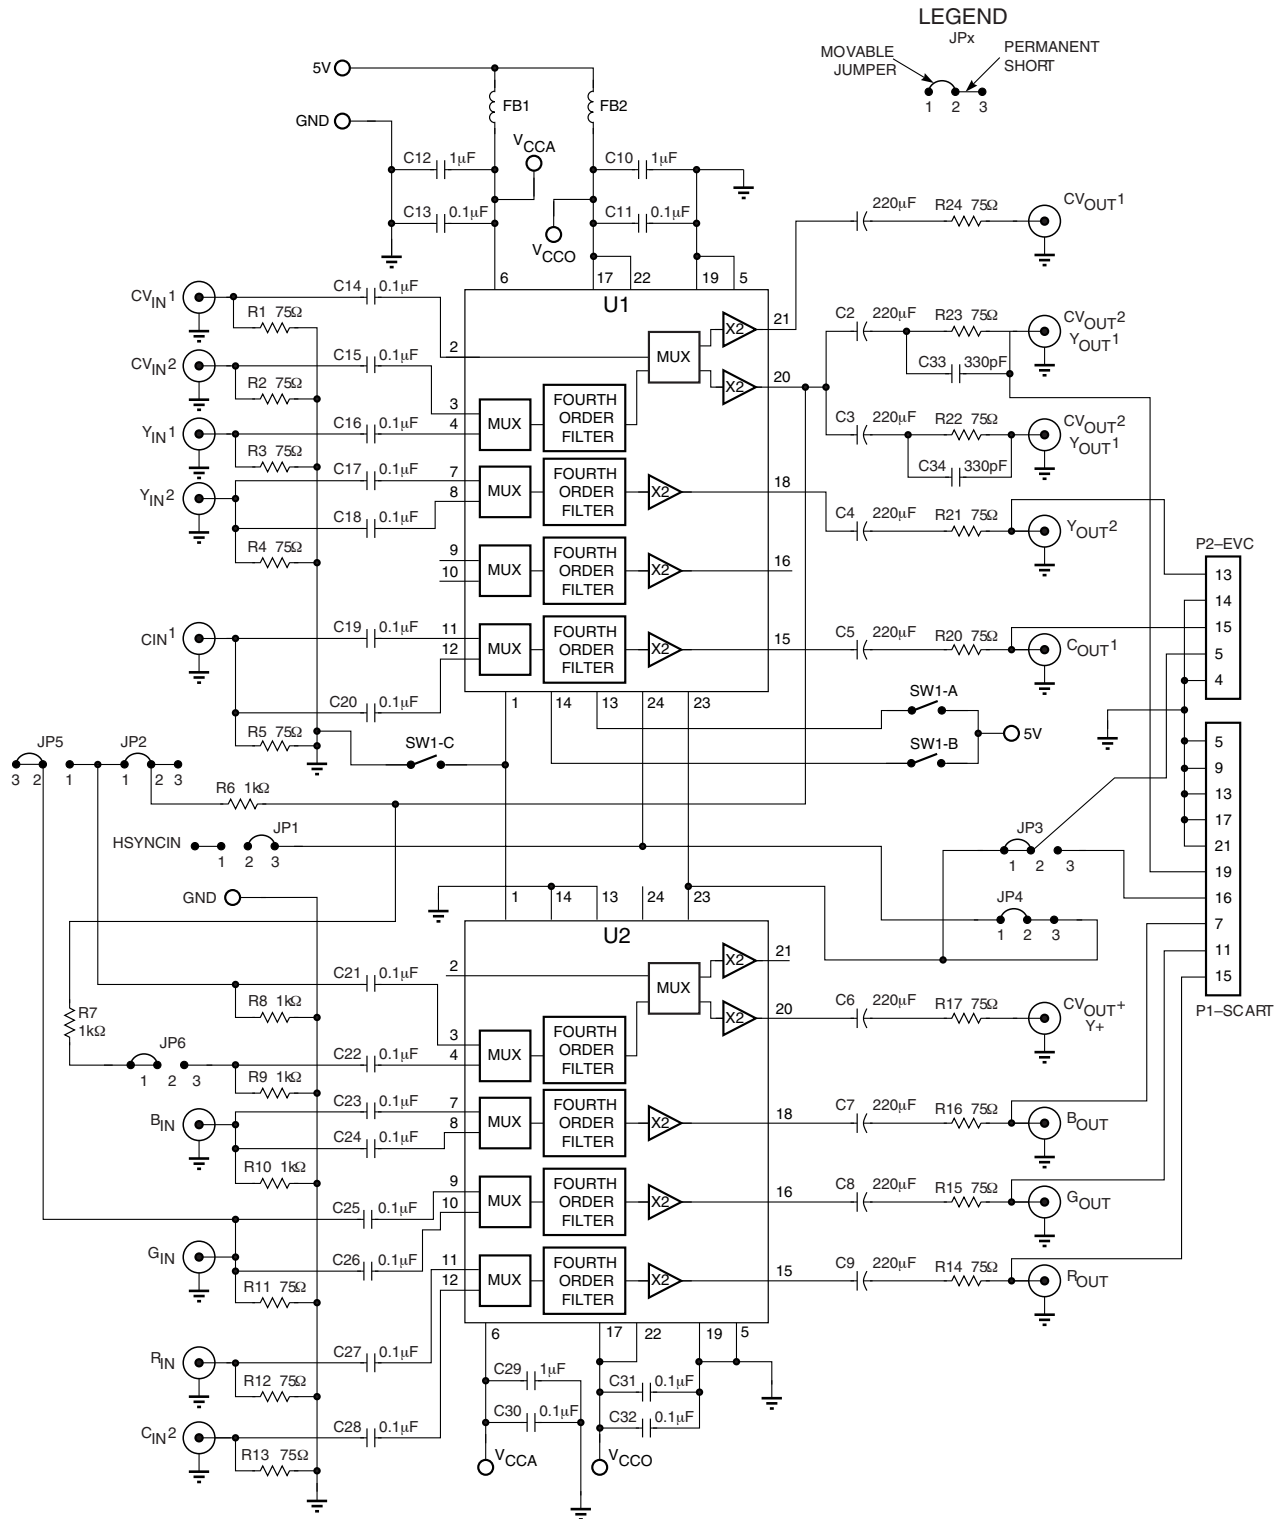 LEGEND
JPx
MOVABLE JUMPER
PERMANENT SHORT
1 2 3
5V
FB1
FB2
GND
VCCA
C12 1µF
C10 1µF
C13 0.1µF
C11 0.1µF
VCCO
6 17 22 19 5
220µF R24 75Ω
CVOUT1
U1
CVIN1
C14 0.1µF
R1 75Ω
2
MUX
X2
21
C2 220µF R23 75Ω
CVOUT2
YOUT1
C33 330pF
CVIN2
C15 0.1µF
R2 75Ω
X2
20
3
4
MUX
FOURTH
ORDER
FILTER
YIN1
C16 0.1µF
R3 75Ω
C3 220µF R22 75Ω
CVOUT2
YOUT1
C34 330pF
YIN2
C17 0.1µF
7
8
MUX
FOURTH
ORDER
FILTER
X2
18
C18 0.1µF
R4 75Ω
C4 220µF R21 75Ω
YOUT2
9
10
MUX
FOURTH
ORDER
FILTER
X2
16
P2–EVC
13
14
15
5
4
CIN1
C19 0.1µF
11
12
MUX
FOURTH
ORDER
FILTER
X2
15
C5 220µF R20 75Ω
COUT1
C20 0.1µF
R5 75Ω
1 14 13 24 23
SW1-A
SW1-B
5V
SW1-C
JP5
3 2 1
JP2
1 2 3
R6 1kΩ
HSYNCIN
1 2 3
JP1
JP3
1 2 3
JP4
1 2 3
5
9
13
17
21
19
16
7
11
15
P1–SCART
GND
1 14 13 24 23
U2
2
MUX
X2
21
C21 0.1µF
R8 1kΩ
R7
1kΩ
X2
20
C6 220µF R17 75Ω
CVOUT+
Y+
3
4
MUX
FOURTH
ORDER
FILTER
JP6
1 2 3
C22 0.1µF
R9 1kΩ
BIN
C23 0.1µF
7
8
MUX
FOURTH
ORDER
FILTER
X2
18
C7 220µF R16 75Ω
BOUT
C24 0.1µF
R10 1kΩ
9
10
MUX
FOURTH
ORDER
FILTER
X2
16
C8 220µF R15 75Ω
GOUT
C25 0.1µF
GIN
C26 0.1µF
R11 75Ω
11
12
MUX
FOURTH
ORDER
FILTER
X2
15
C9 220µF R14 75Ω
ROUT
6 17 22 19 5
RIN
C27 0.1µF
R12 75Ω
C29 1µF
C31 0.1µF
C30 0.1µF
C32 0.1µF
CIN2
C28 0.1µF
R13 75Ω
VCCA
VCCO